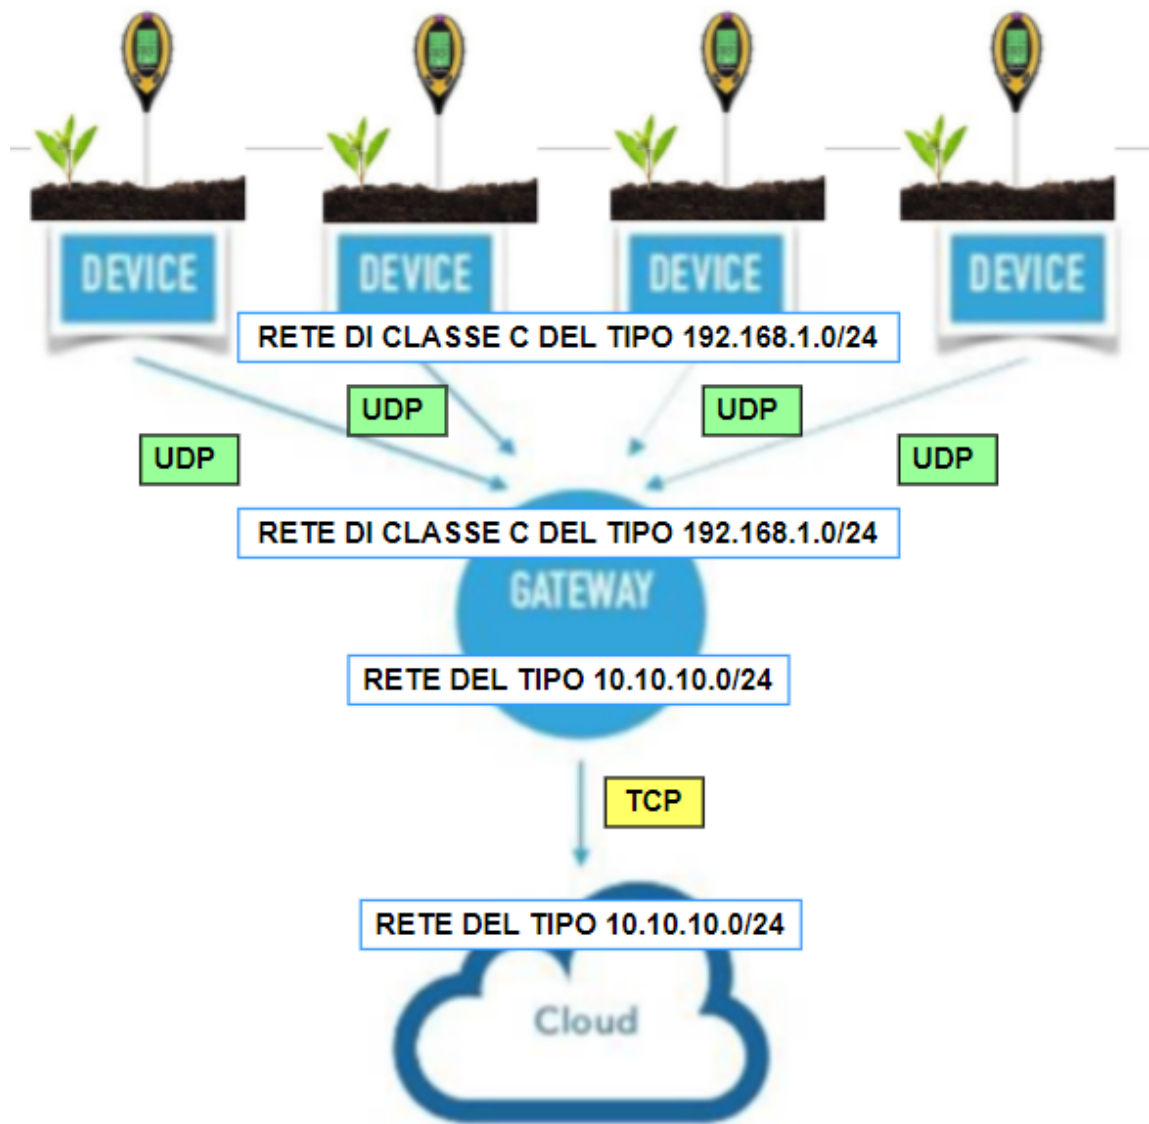 DEVICE
DEVICE
DEVICE
DEVICE
RETE DI CLASSE C DEL TIPO 192.168.1.0/24
UDP
UDP
UDP
UDP
RETE DI CLASSE C DEL TIPO 192.168.1.0/24
GATEWAY
RETE DEL TIPO 10.10.10.0/24
TCP
RETE DEL TIPO 10.10.10.0/24
Cloud